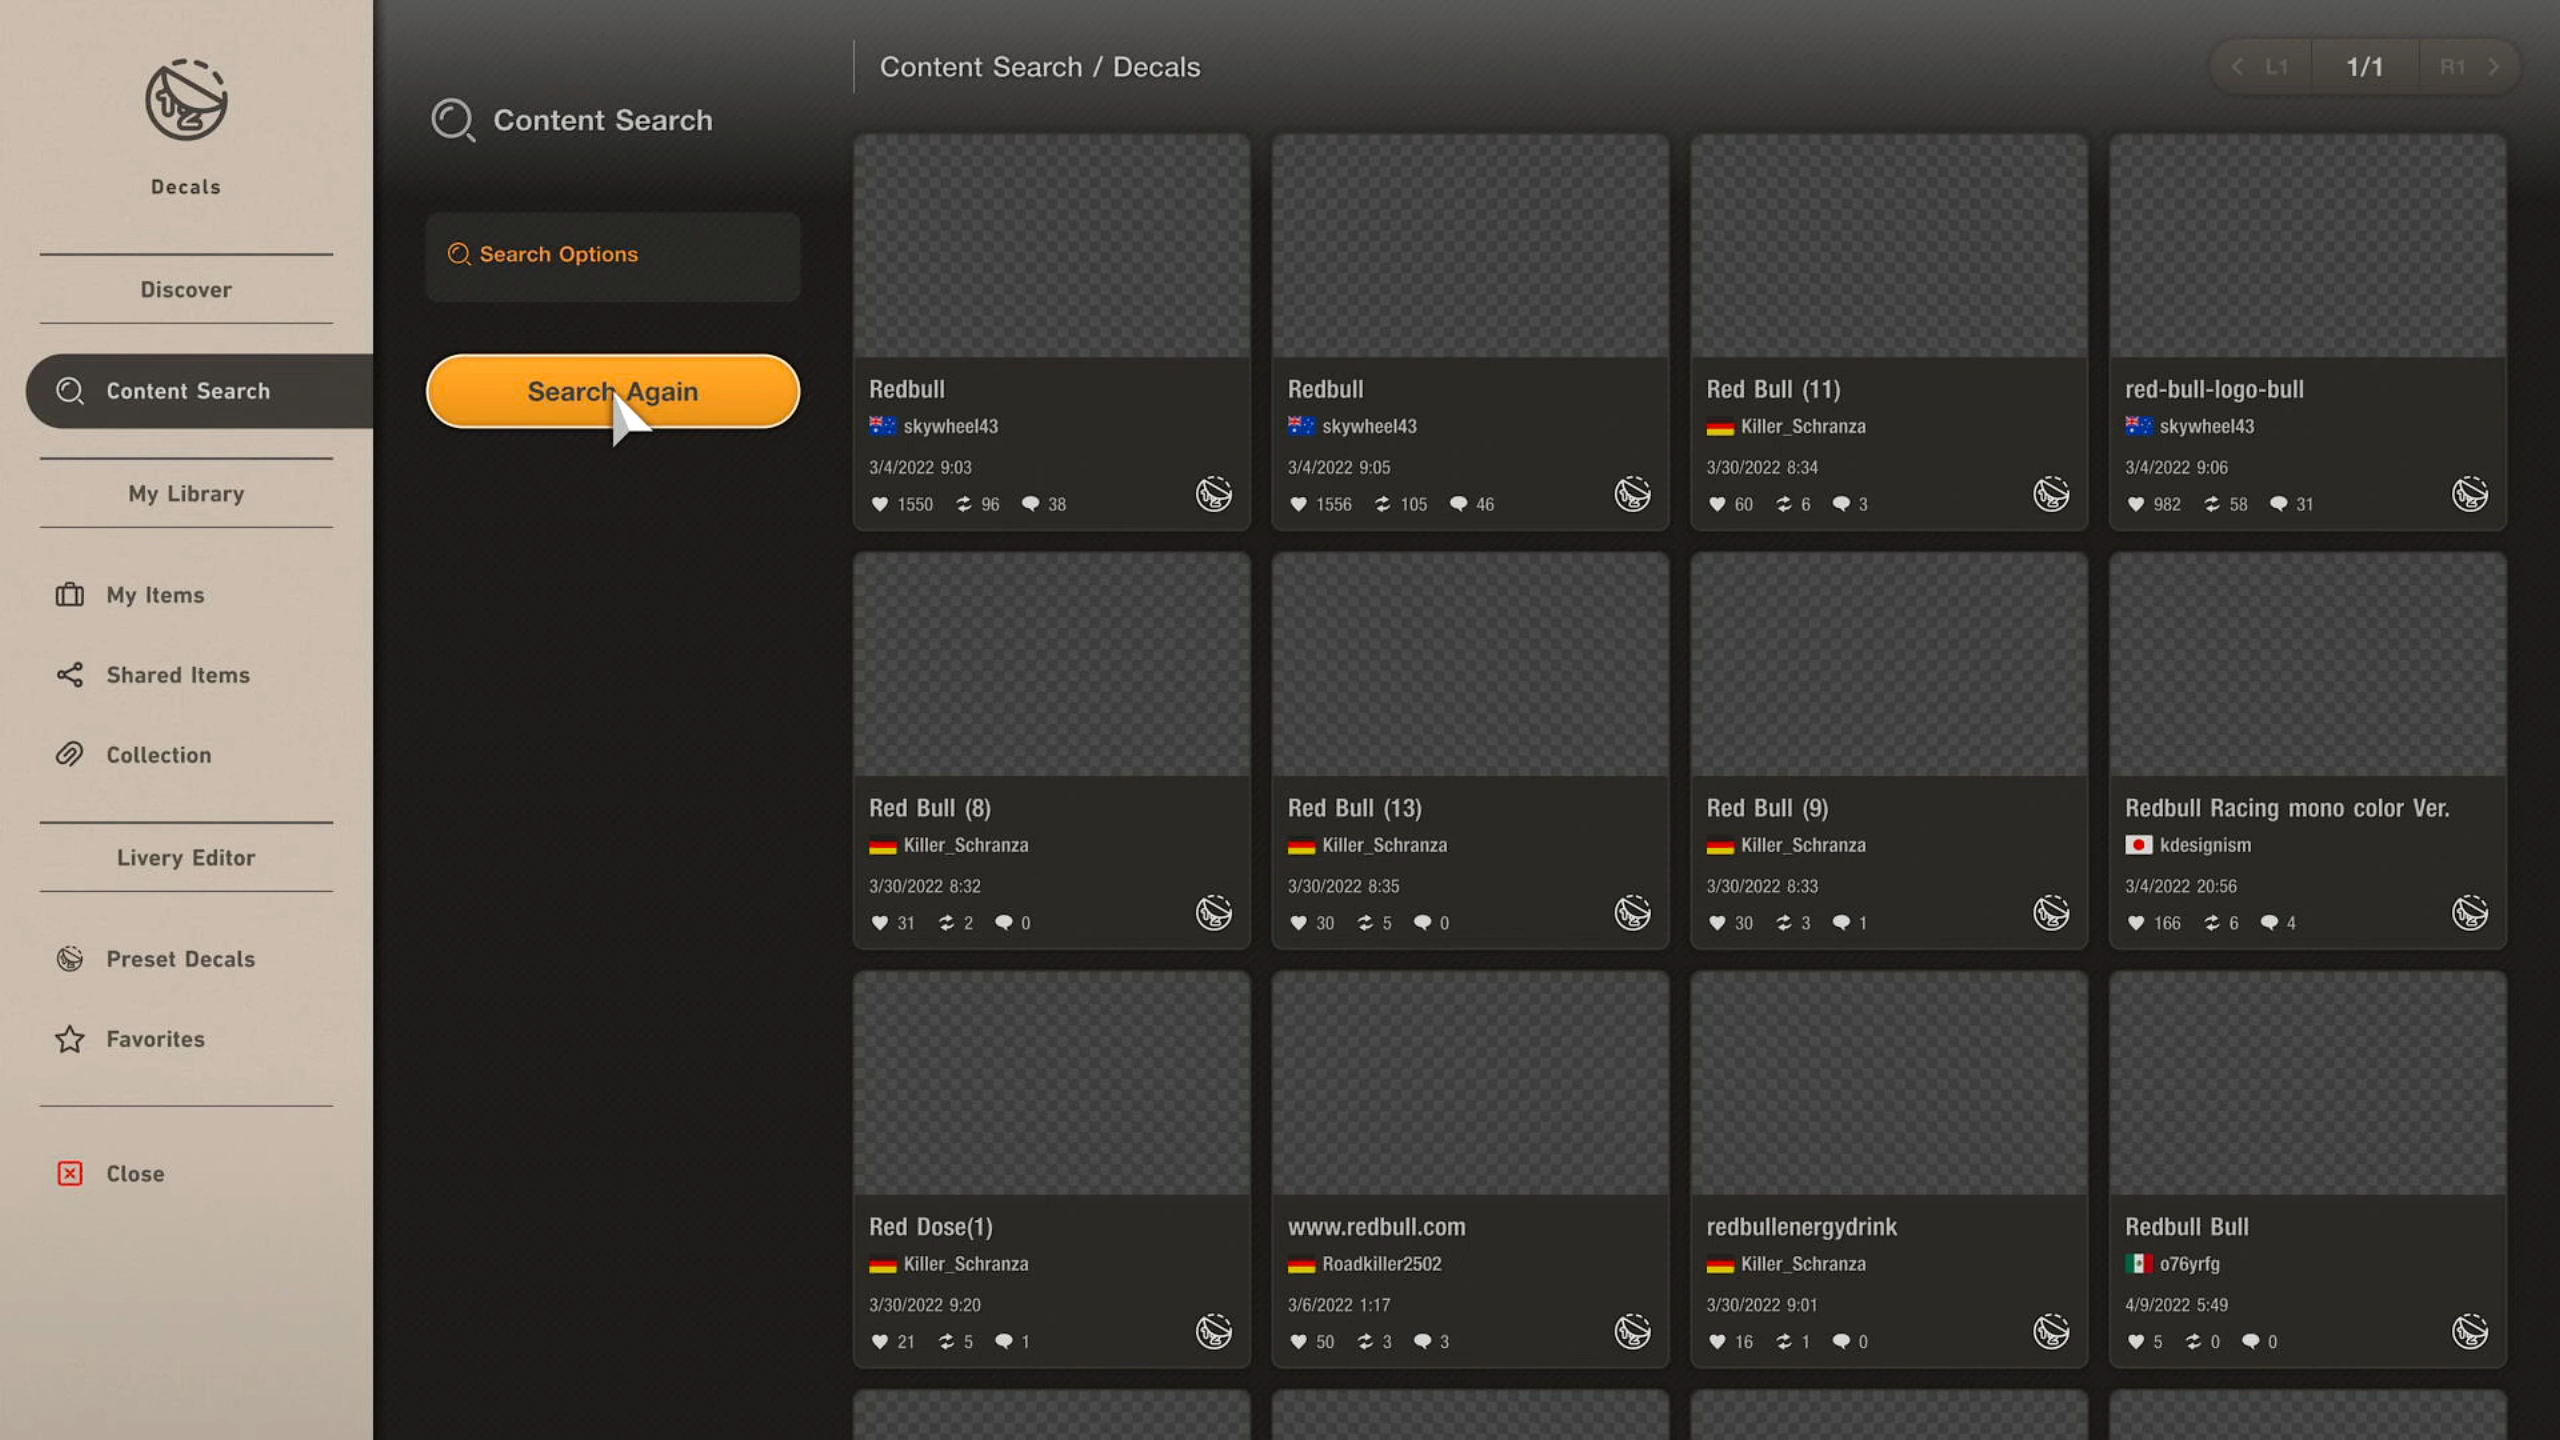 Decals
Discover
Content Search
My Library
My Items
Shared Items
Collection
Livery Editor
Preset Decals
Favorites
Close
Content Search
Search Options
Search Again
Content Search / Decals
L1 1/1 R1
Redbull
skywheel43
3/4/2022 9:03
1550 96 38
Redbull
skywheel43
3/4/2022 9:05
1556 105 46
Red Bull (11)
Killer_Schranza
3/30/2022 8:34
60 6 3
red-bull-logo-bull
skywheel43
3/4/2022 9:06
982 58 31
Red Bull (8)
Killer_Schranza
3/30/2022 8:32
31 2 0
Red Bull (13)
Killer_Schranza
3/30/2022 8:35
30 5 0
Red Bull (9)
Killer_Schranza
3/30/2022 8:33
30 3 1
Redbull Racing mono color Ver.
kdesignism
3/4/2022 20:56
166 6 4
Red Dose(1)
Killer_Schranza
3/30/2022 9:20
21 5 1
www.redbull.com
Roadkiller2502
3/6/2022 1:17
50 3 3
redbullenergydrink
Killer_Schranza
3/30/2022 9:01
16 1 0
Redbull Bull
o76yrfg
4/9/2022 5:49
5 0 0